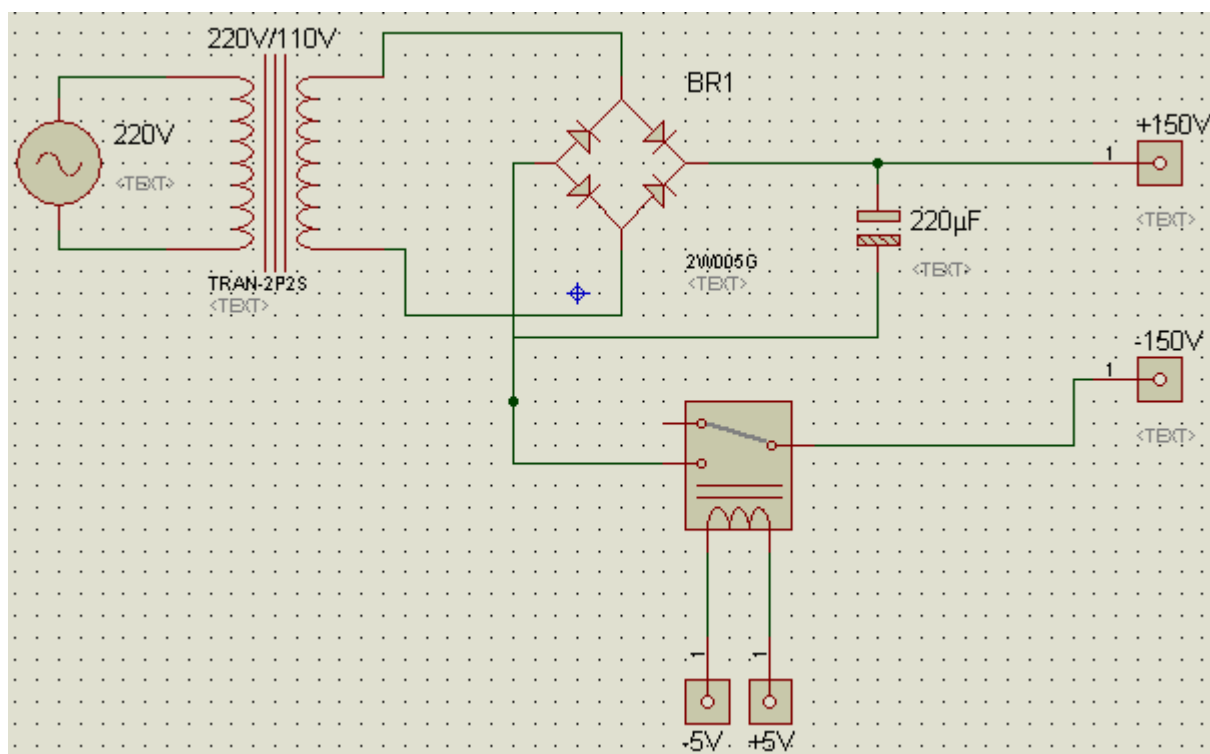 220V/110V
BR1
220V
<TEXT>
+150V
1
<TEXT>
220µF
<TEXT>
2W005G
<TEXT>
TRAN-2P2S
<TEXT>
-150V
1
<TEXT>
1
1
-5V
+5V